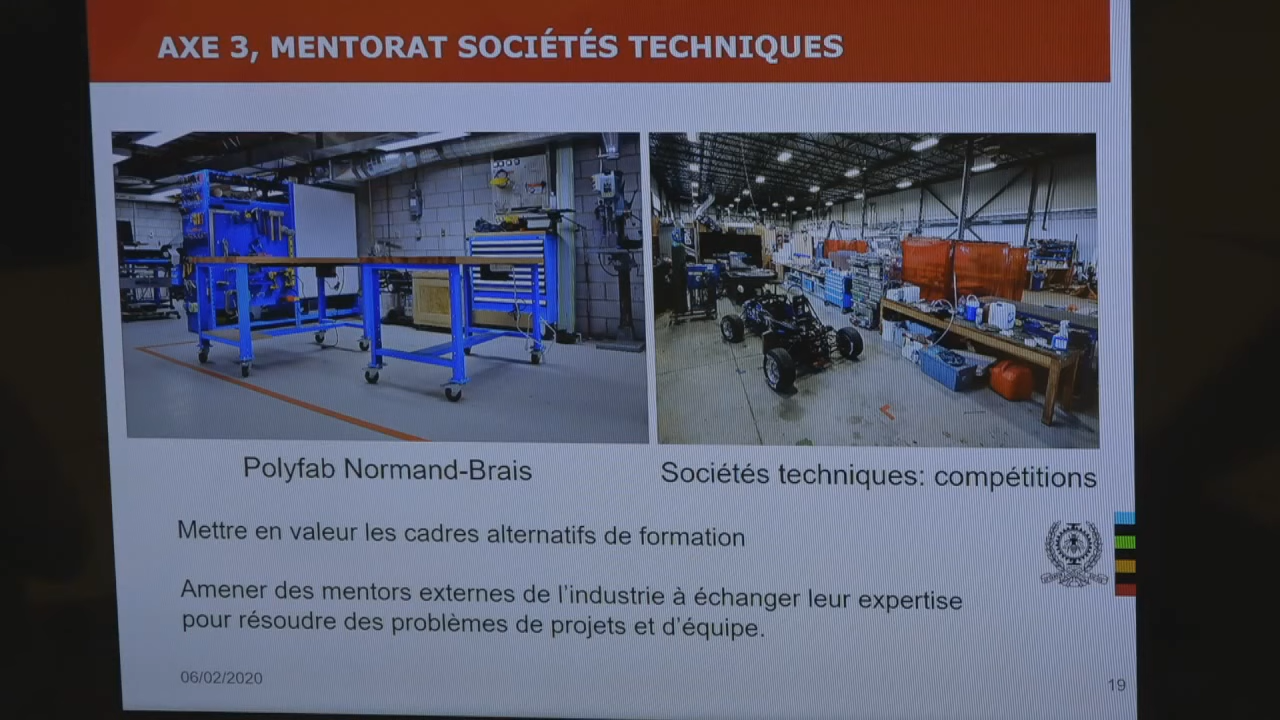 AXE 3, MENTORAT SOCIÉTÉS TECHNIQUES
Polyfab Normand-Brais
Sociétés techniques: compétitions
Mettre en valeur les cadres alternatifs de formation
Amener des mentors externes de l'industrie à échanger leur expertise
pour résoudre des problèmes de projets et d'équipe.
06/02/2020
19